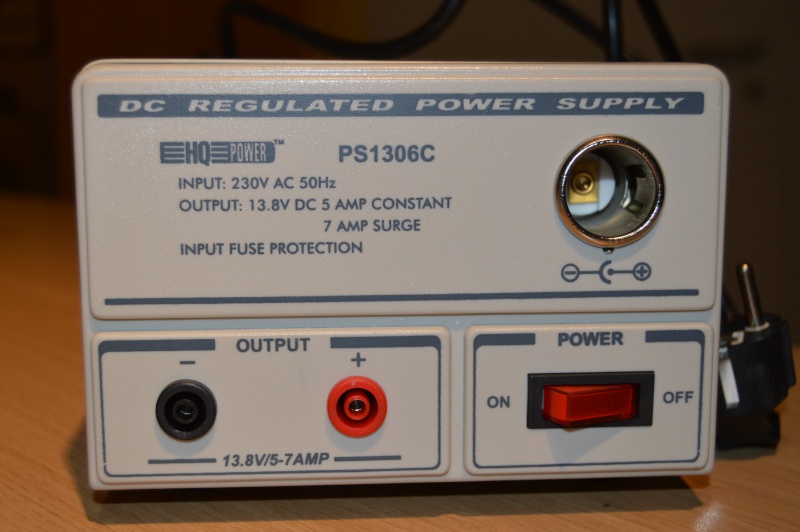 DC REGULATED POWER SUPPLY
HQ POWER™ PS1306C
INPUT: 230V AC 50Hz
OUTPUT: 13.8V DC 5 AMP CONSTANT
7 AMP SURGE
INPUT FUSE PROTECTION
OUTPUT
- +
13.8V/5-7AMP
POWER
ON OFF